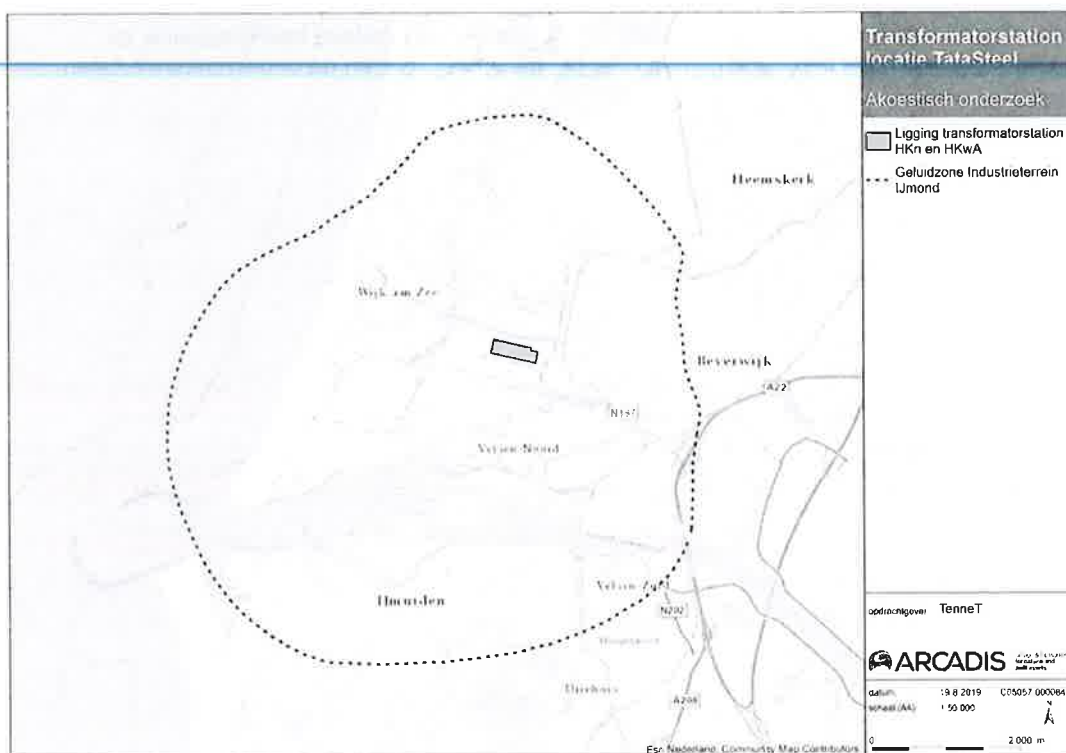 Transformatorstation
locatie TataSteel
Akoestisch onderzoek
Ligging transformatorstation
HKn en HKwA
Geluidzone Industrieterrein
IJmond
Heemskerk
Wijk aan Zee
Beverwijk
A22
N197
Velsen-Noord
Velsen-Zuid
IJmuiden
N202
Driehuis
A208
opdrachtgever TenneT
ARCADIS
datum 19 8 2019 C05057 000084
schaal (A4) 1 50 000
N
0 2 000 m
Esri Nederland, Community Map Contributors